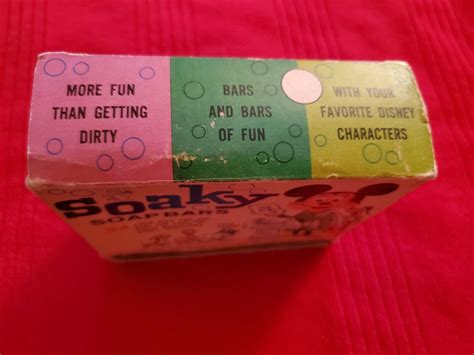 MORE FUN
THAN GETTING
DIRTY
BARS
AND BARS
OF FUN
WITH YOUR
FAVORITE DISNEY
CHARACTERS
Soaky
SOAP BARS